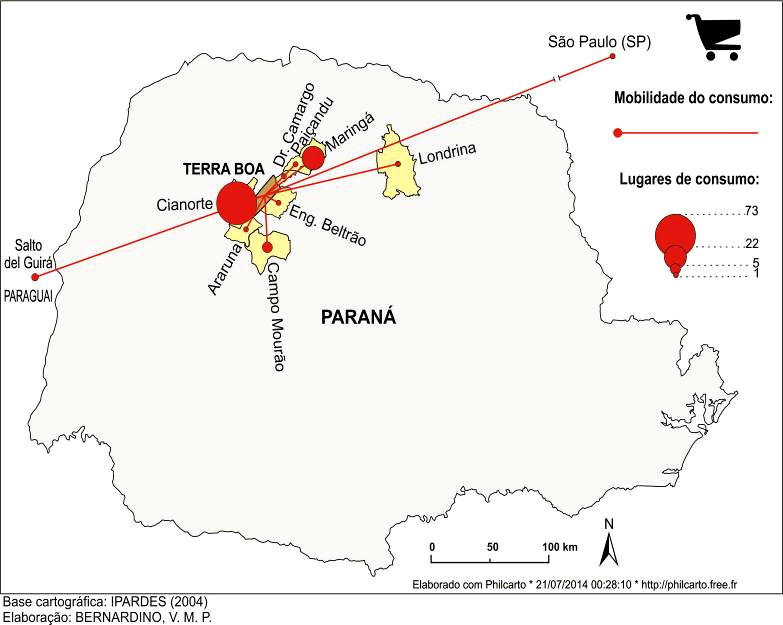 São Paulo (SP)
Mobilidade do consumo:
Dr. Camargo
Paiçandu
Maringá
TERRA BOA
Londrina
Lugares de consumo:
Cianorte
Eng. Beltrão
73
22
5
1
Salto
del Guirá
PARAGUAI
Araruna
Campo Mourão
PARANÁ
N
0 50 100 km
Elaborado com Philcarto * 21/07/2014 00:28:10 * http://philcarto.free.fr
Base cartográfica: IPARDES (2004)
Elaboração: BERNARDINO, V. M. P.